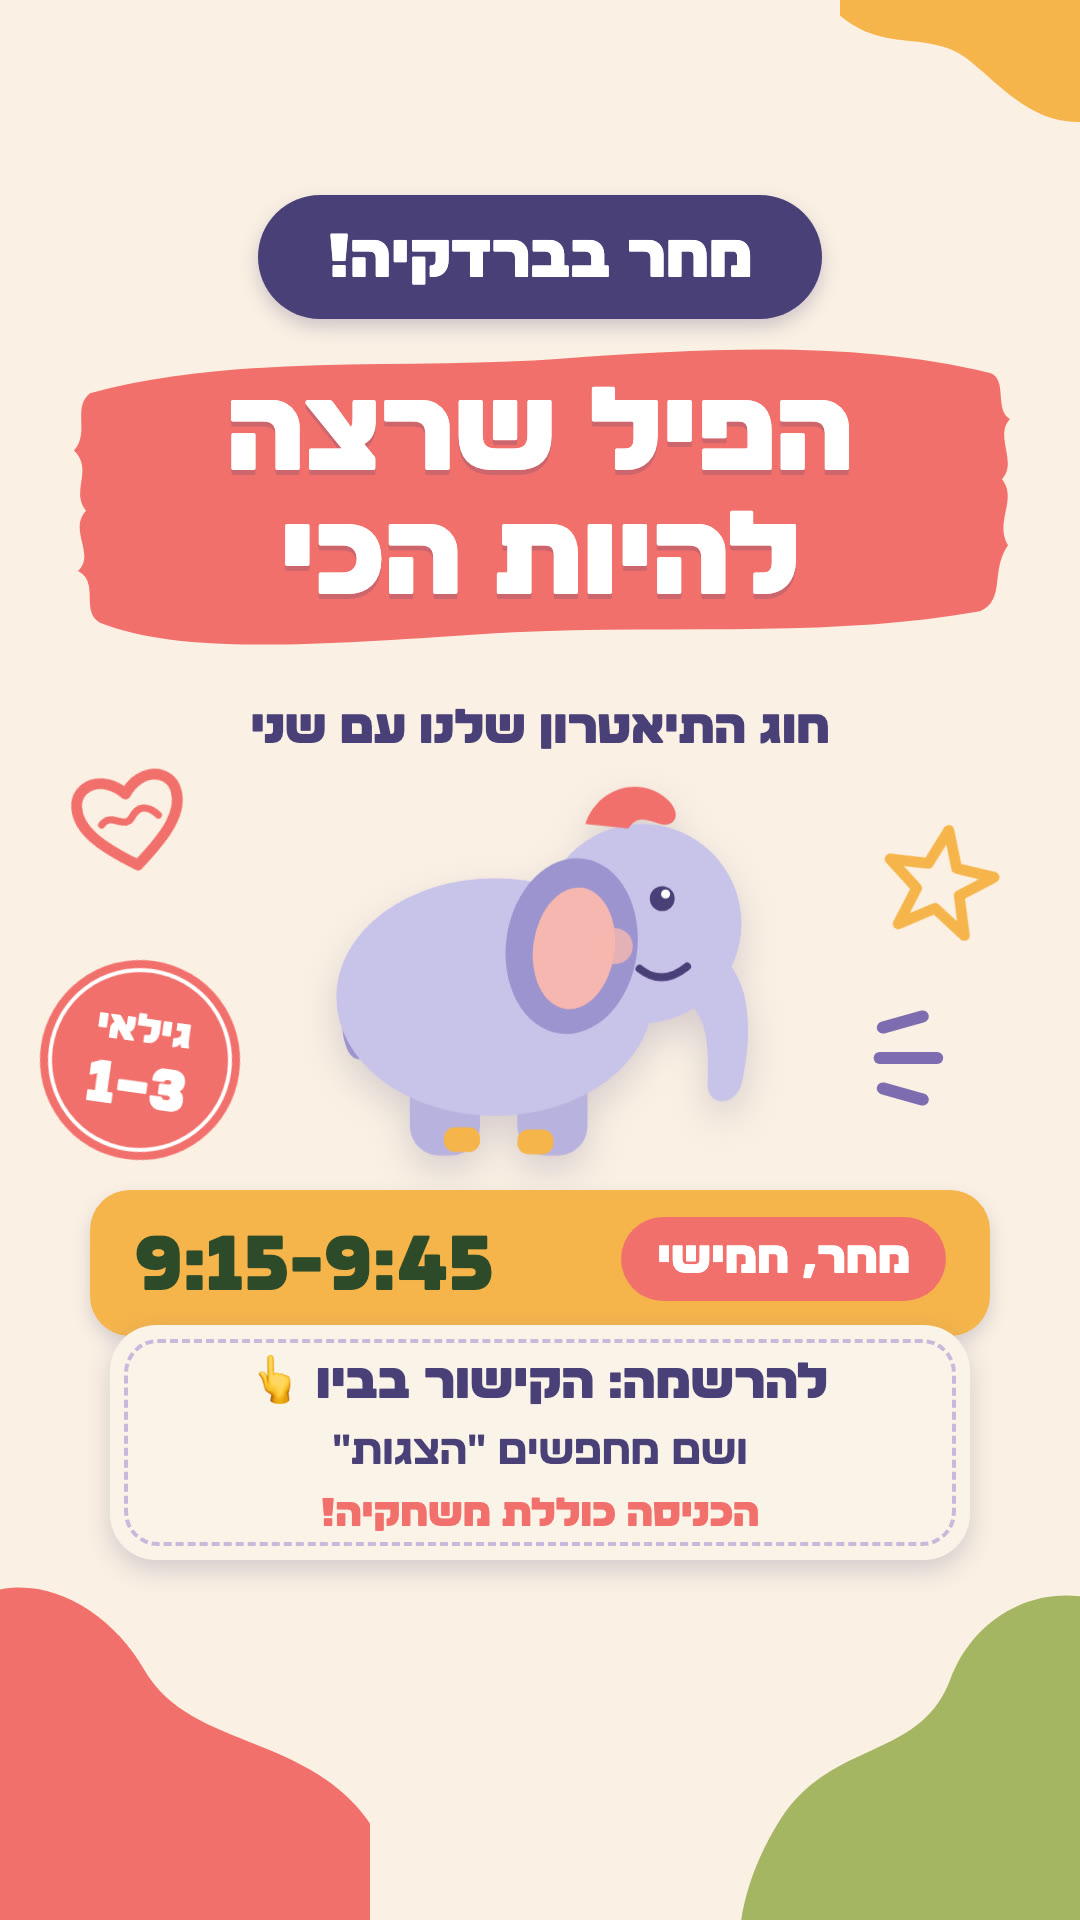 מחר בברדקיה!
הפיל שרצה
להיות הכי
חוג התיאטרון שלנו עם שני
גילאי
1-3
מחר, חמישי
9:15-9:45
להרשמה: הקישור בביו 👆
ושם מחפשים "הצגות"
הכניסה כוללת משחקיה!